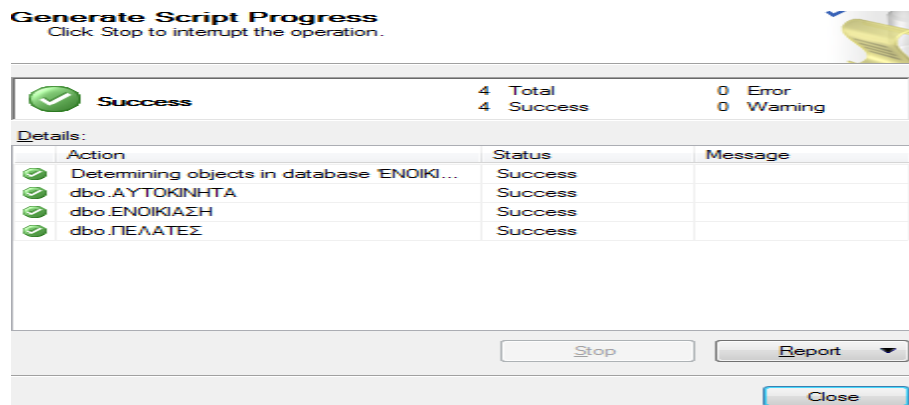 Generate Script Progress
Click Stop to interrupt the operation.
Success 4 Total 0 Error
4 Success 0 Warning
Details:
Action Status Message
Determining objects in database 'ΕΝΟΙΚΙ... Success
dbo.ΑΥΤΟΚΙΝΗΤΑ Success
dbo.ΕΝΟΙΚΙΑΣΗ Success
dbo.ΠΕΛΑΤΕΣ Success
Stop Report
Close